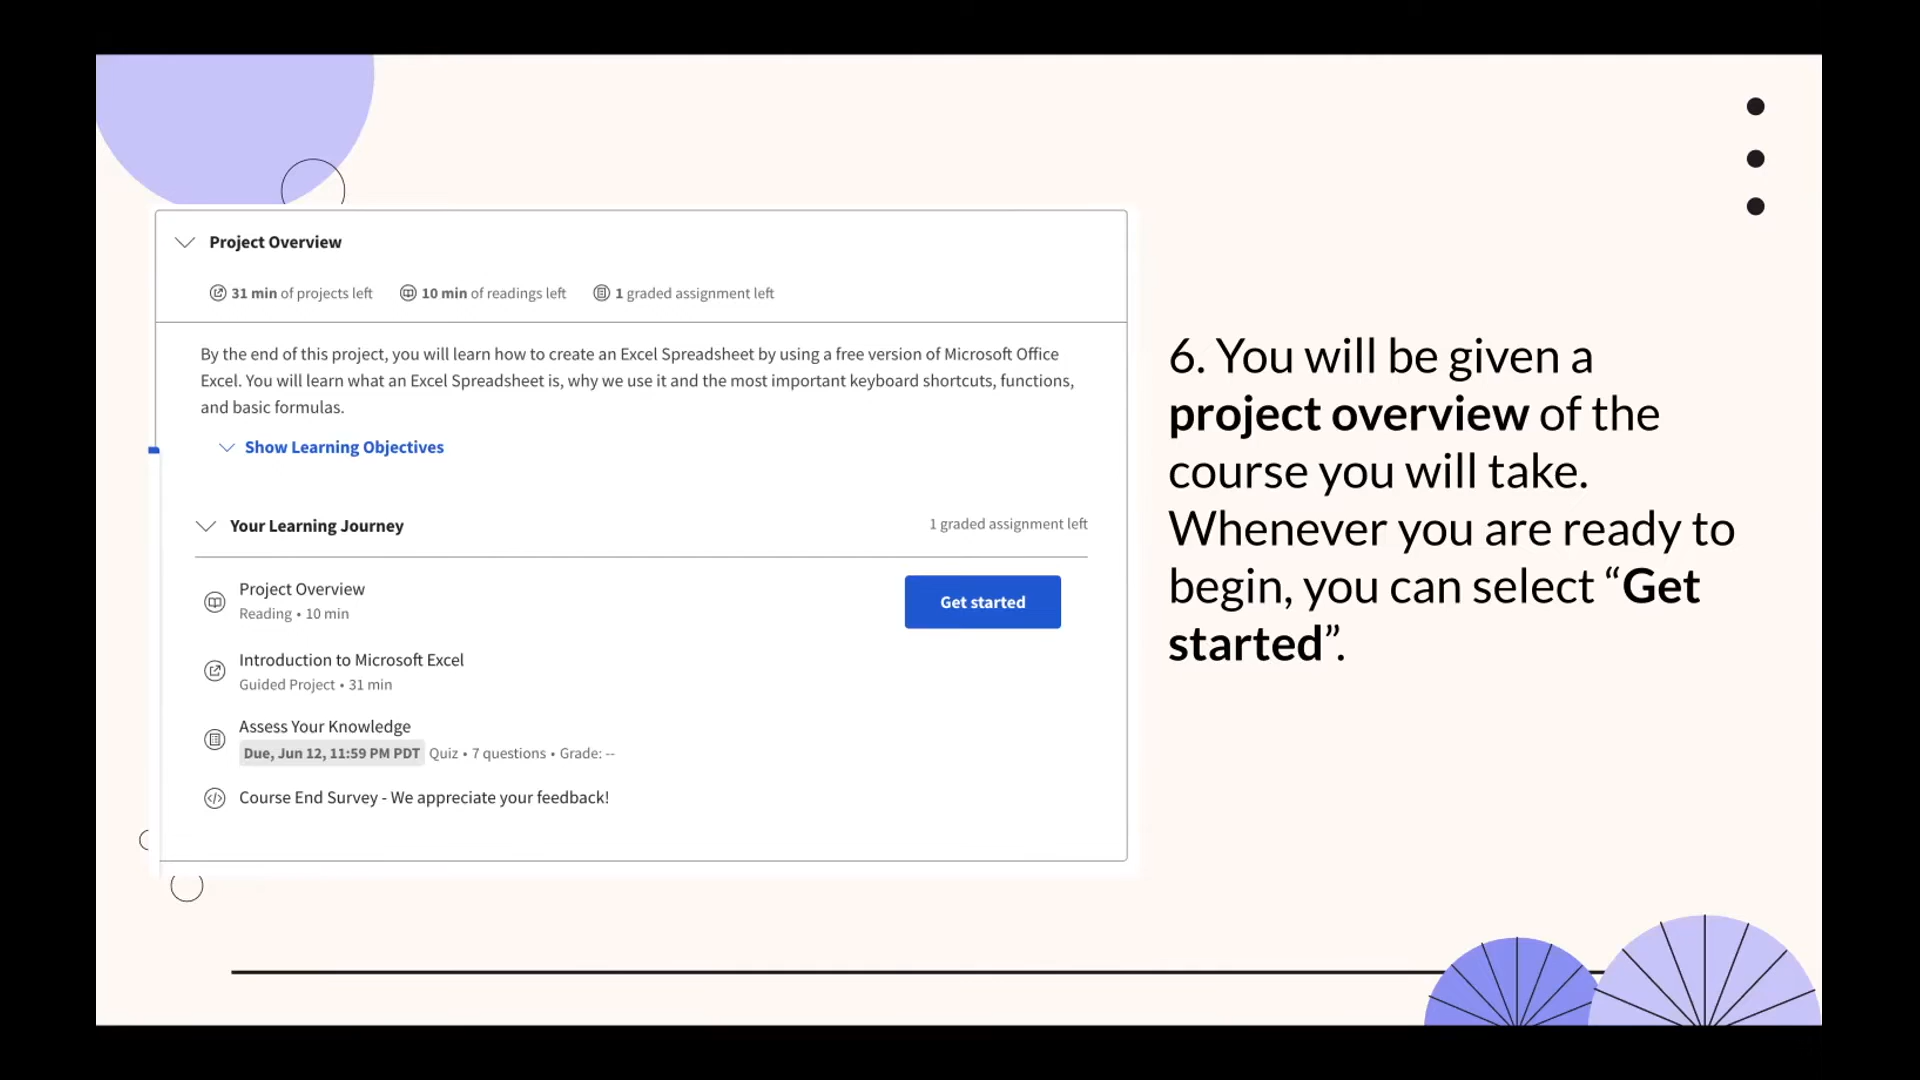 Project Overview
31 min of projects left 10 min of readings left 1 graded assignment left
By the end of this project, you will learn how to create an Excel Spreadsheet by using a free version of Microsoft Office
Excel. You will learn what an Excel Spreadsheet is, why we use it and the most important keyboard shortcuts, functions,
and basic formulas.
Show Learning Objectives
Your Learning Journey 1 graded assignment left
Project Overview
Reading • 10 min
Get started
Introduction to Microsoft Excel
Guided Project • 31 min
Assess Your Knowledge
Due, Jun 12, 11:59 PM PDT Quiz • 7 questions • Grade: --
Course End Survey - We appreciate your feedback!
6. You will be given a
project overview of the
course you will take.
Whenever you are ready to
begin, you can select “Get
started”.